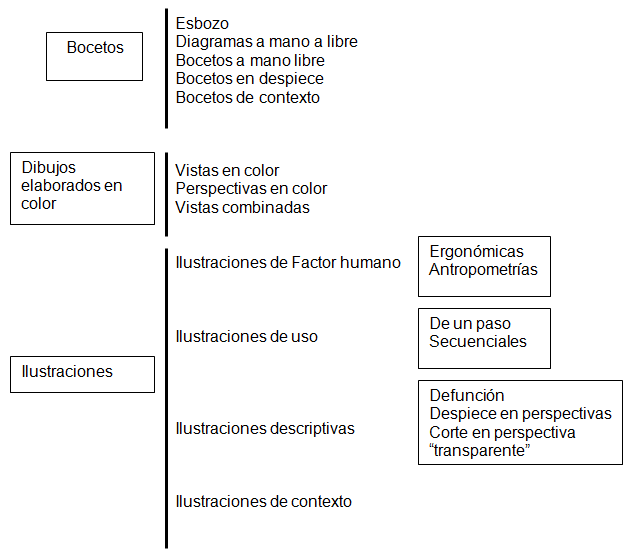 Bocetos
Esbozo
Diagramas a mano a libre
Bocetos a mano libre
Bocetos en despiece
Bocetos de contexto
Dibujos
elaborados en
color
Vistas en color
Perspectivas en color
Vistas combinadas
Ilustraciones
Ilustraciones de Factor humano
Ergonómicas
Antropometrías
Ilustraciones de uso
De un paso
Secuenciales
Ilustraciones descriptivas
Defunción
Despiece en perspectivas
Corte en perspectiva
“transparente”
Ilustraciones de contexto